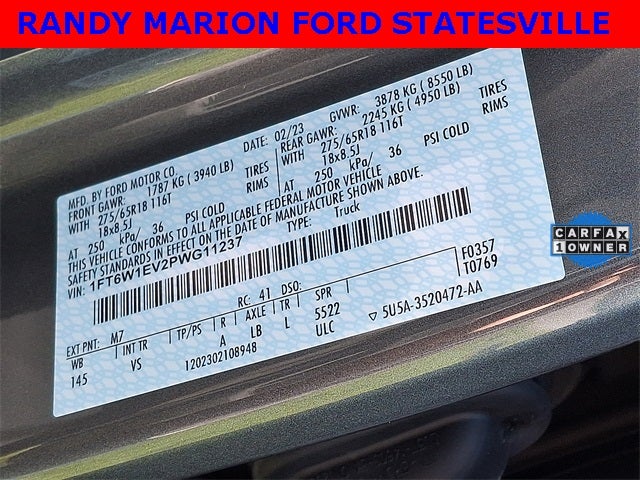 RANDY MARION FORD STATESVILLE
MFD. BY FORD MOTOR CO.
DATE: 02/23
GVWR: 3878 KG ( 8550 LB)
FRONT GAWR: 1787 KG ( 3940 LB)
REAR GAWR: 2245 KG ( 4950 LB)
WITH 275/65R18 116T TIRES
WITH 275/65R18 116T TIRES
18x8.5J RIMS
18x8.5J RIMS
AT 250 kPa/ 36 PSI COLD
AT 250 kPa/ 36 PSI COLD
THIS VEHICLE CONFORMS TO ALL APPLICABLE FEDERAL MOTOR VEHICLE
SAFETY STANDARDS IN EFFECT ON THE DATE OF MANUFACTURE SHOWN ABOVE.
VIN: 1FT6W1EV2PWG11237
TYPE: Truck
F0357
T0769
RC: 41 DSO:
EXT PNT: M7
WB INT TR TP/PS R AXLE TR SPR
145 VS A LB L 5522
ULC
1202302108948
▽ 5U5A-3520472-AA
CARFAX
1 OWNER